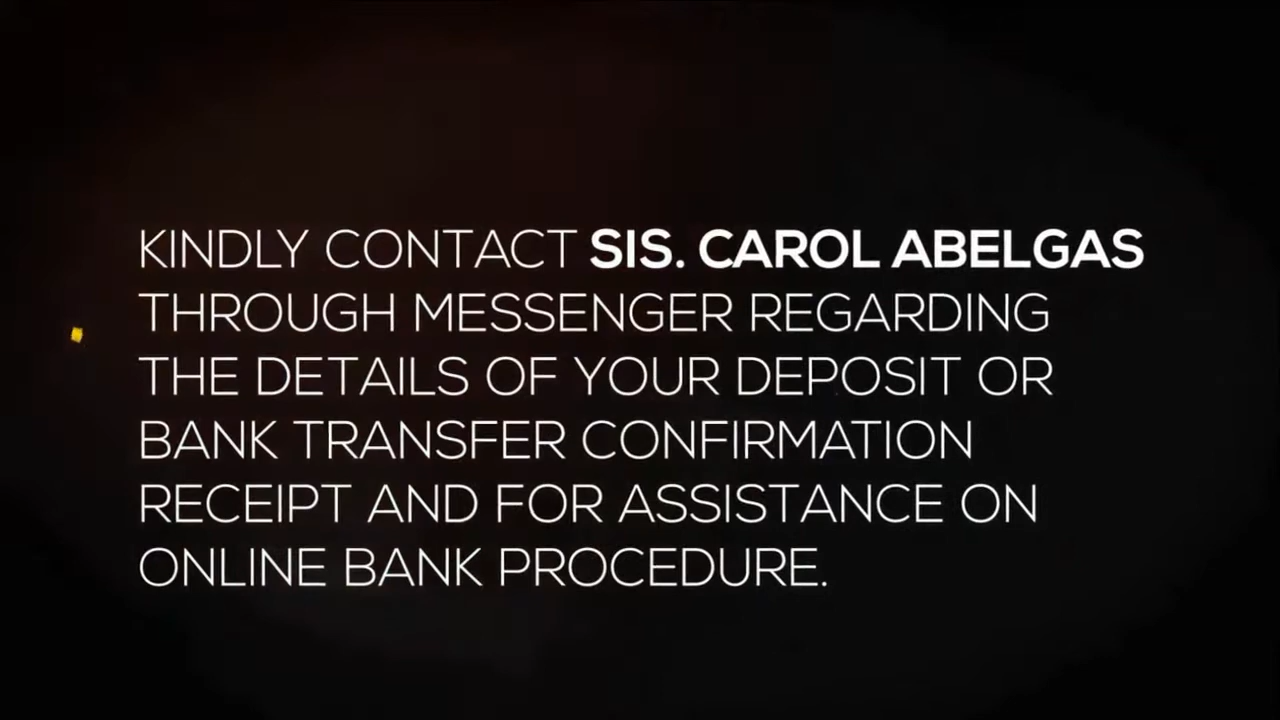 KINDLY CONTACT SIS. CAROL ABELGAS
THROUGH MESSENGER REGARDING
THE DETAILS OF YOUR DEPOSIT OR
BANK TRANSFER CONFIRMATION
RECEIPT AND FOR ASSISTANCE ON
ONLINE BANK PROCEDURE.